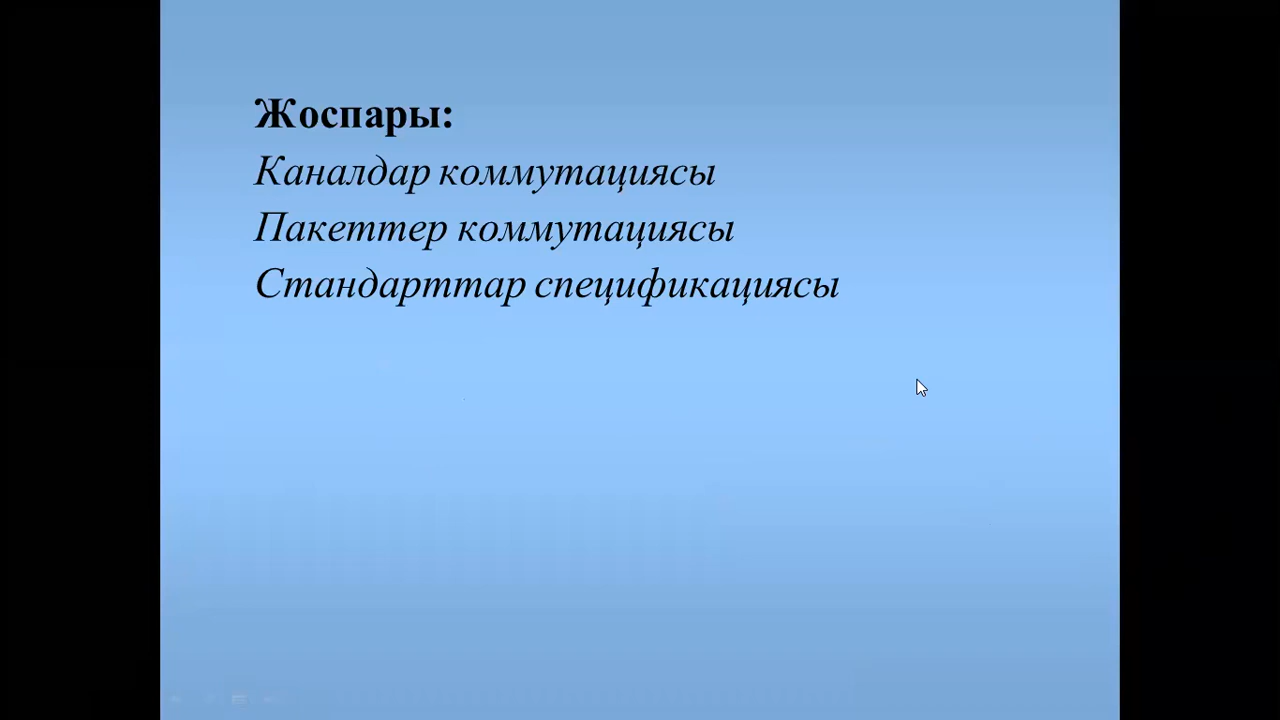 Жоспары:
Каналдар коммутациясы
Пакеттер коммутациясы
Стандарттар спецификациясы